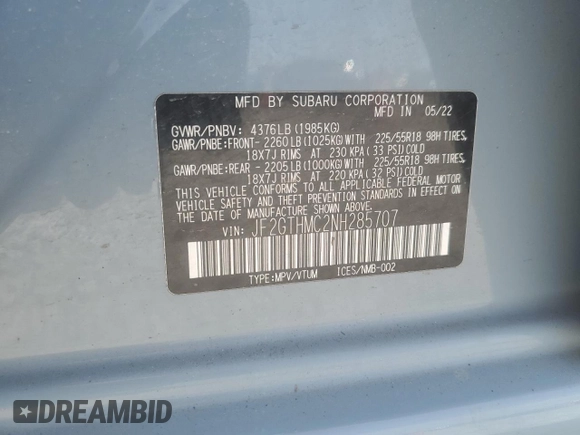 MFD BY SUBARU CORPORATION
MFD IN 05/22
GVWR/PNBV: 4376LB(1985KG)
GAWR/PNBE:FRONT-2260LB(1025KG)WITH 225/55R18 98H TIRES,
18X7J RIMS AT 230 KPA(33 PSI)COLD
GAWR/PNBE:REAR -2205LB(1000KG)WITH 225/55R18 98H TIRES,
18X7J RIMS AT 220 KPA(32 PSI)COLD
THIS VEHICLE CONFORMS TO ALL APPLICABLE FEDERAL MOTOR
VEHICLE SAFETY AND THEFT PREVENTION STANDARDS IN EFFECT ON
THE DATE OF MANUFACTURE SHOWN ABOVE.
VIN: JF2GTHMC2NH285707
TYPE:MPV/VTUM ICES/NMB-002
DREAMBID